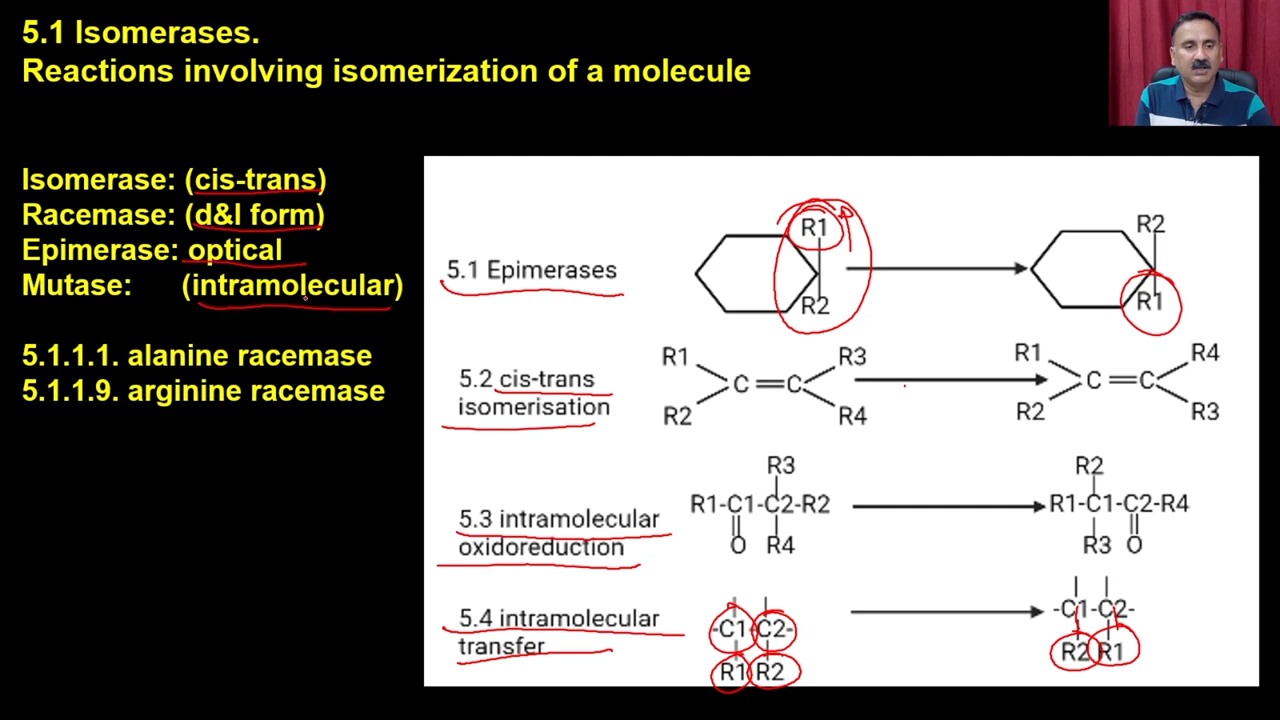 5.1 Isomerases.
Reactions involving isomerization of a molecule
Isomerase: (cis-trans)
Racemase: (d&l form)
Epimerase: optical
Mutase: (intramolecular)
5.1.1.1. alanine racemase
5.1.1.9. arginine racemase
5.1 Epimerases
R1
R2
R2
R1
5.2 cis-trans
isomerisation
R1 R3
C=C
R2 R4
R1 R4
C=C
R2 R3
5.3 intramolecular
oxidoreduction
R3
R1-C1-C2-R2
O R4
R2
R1-C1-C2-R4
R3 O
5.4 intramolecular
transfer
-C1-C2-
R1 R2
-C1-C2-
R2 R1